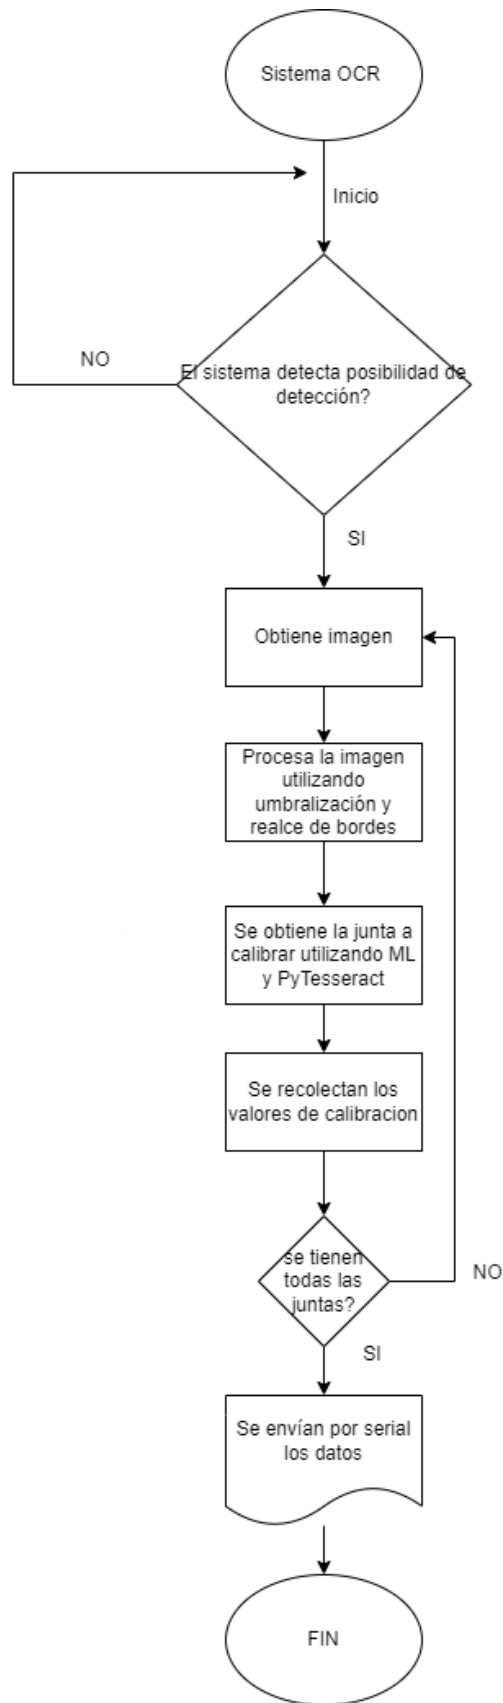 Sistema OCR
Inicio
NO
El sistema detecta posibilidad de
detección?
SI
Obtiene imagen
Procesa la imagen
utilizando
umbralización y
realce de bordes
Se obtiene la junta a
calibrar utilizando ML
y PyTesseract
Se recolectan los
valores de calibracion
se tienen
todas las
juntas?
NO
SI
Se envían por serial
los datos
FIN